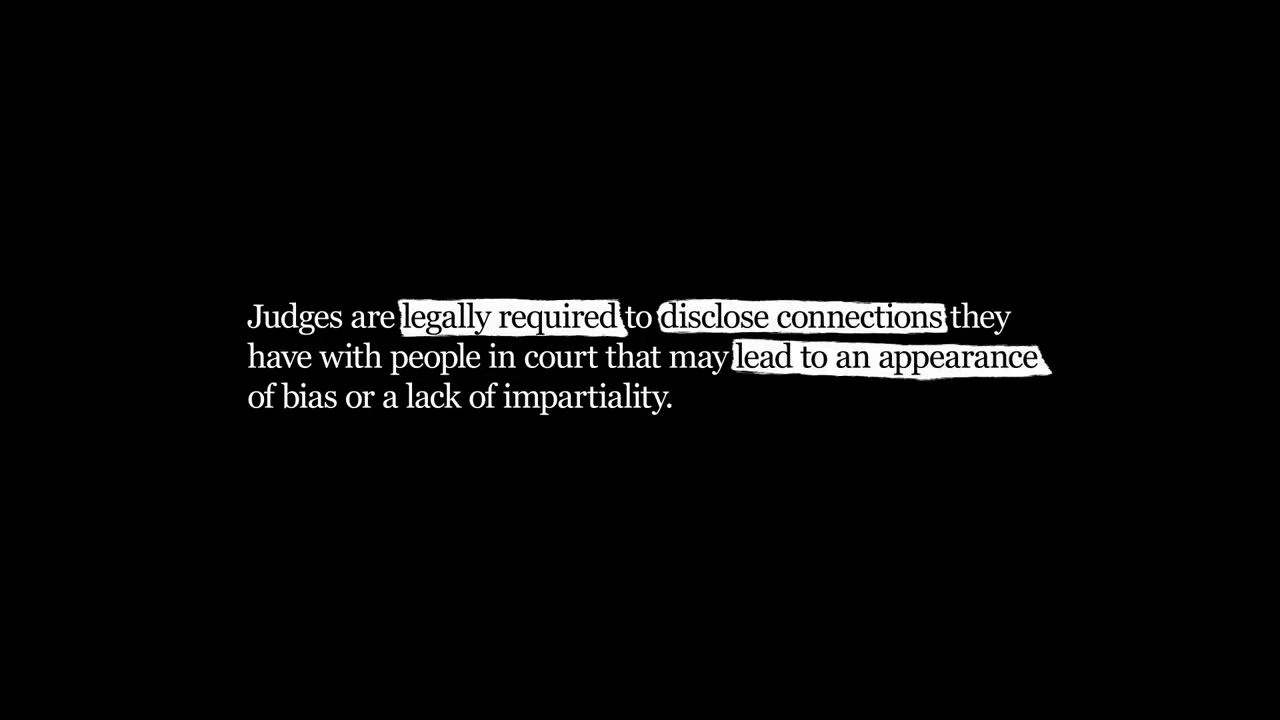 Judges are legally required to disclose connections they
have with people in court that may lead to an appearance
of bias or a lack of impartiality.